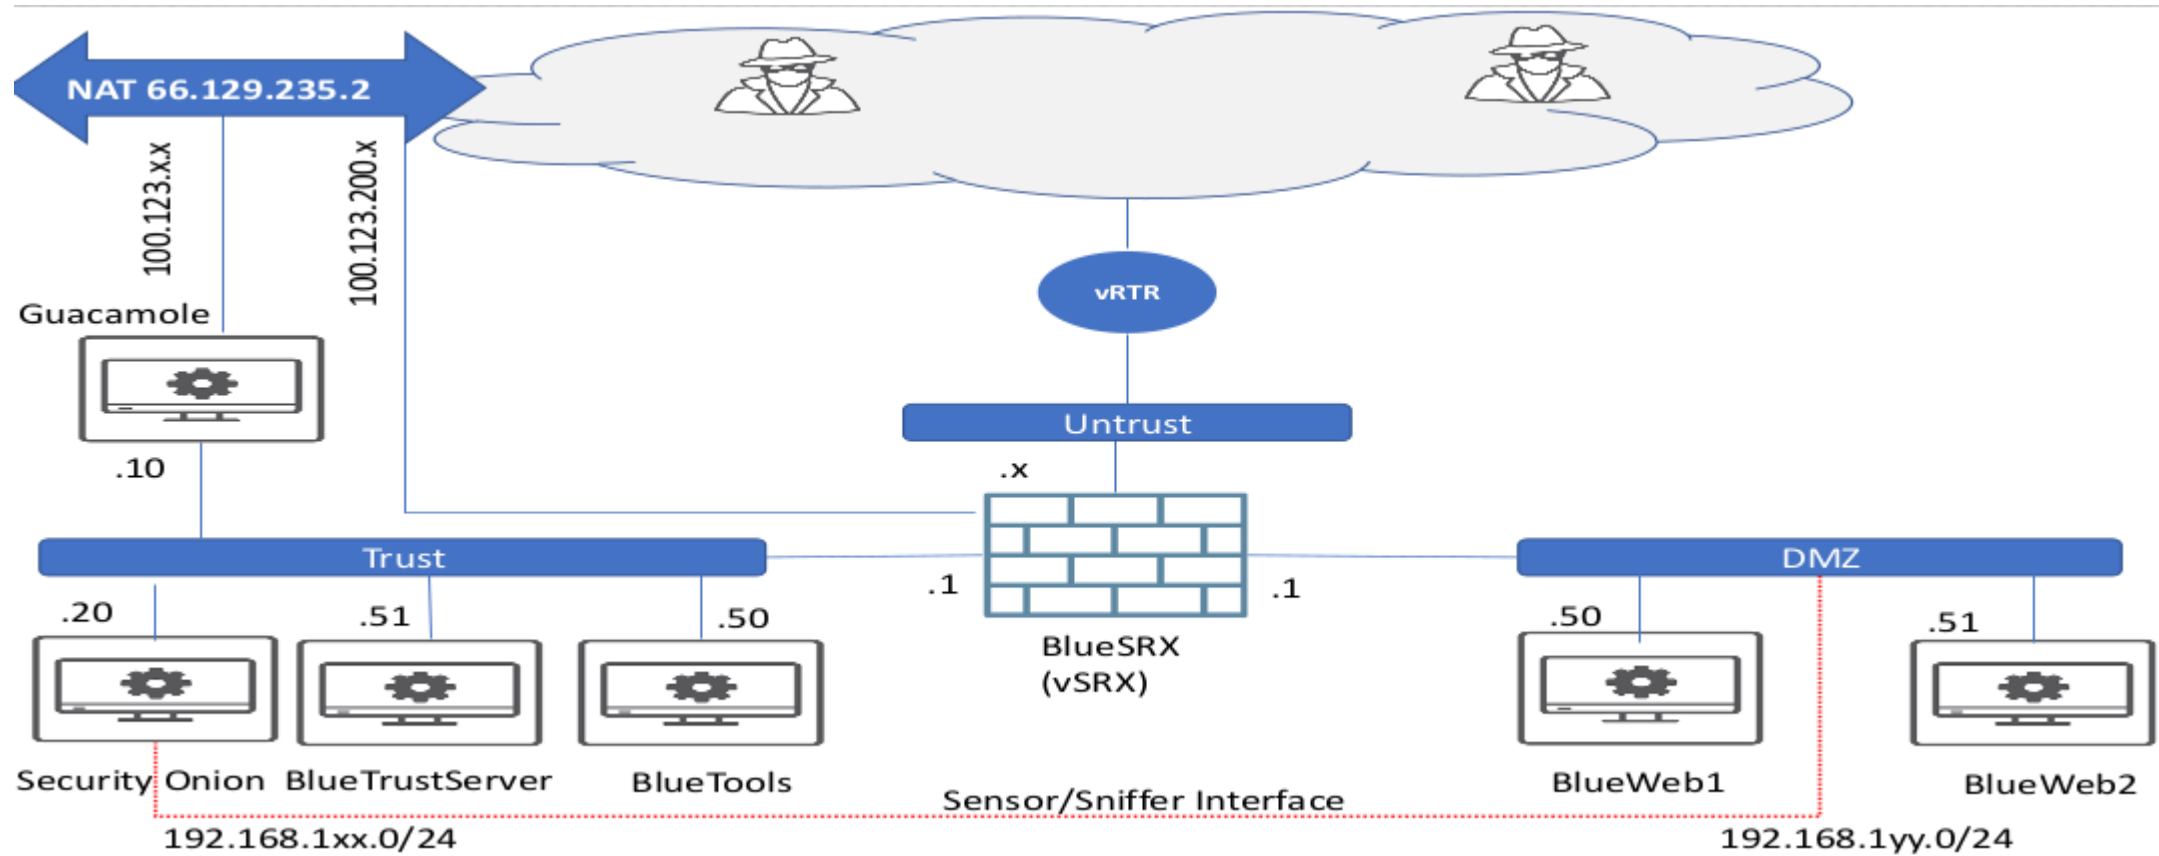 NAT 66.129.235.2
100.123.x.x
100.123.200.x
vRTR
Guacamole
Untrust
.10
.x
Trust
DMZ
.1
.1
.20
.51
.50
.50
.51
BlueSRX
(vSRX)
Security Onion
BlueTrustServer
BlueTools
BlueWeb1
BlueWeb2
Sensor/Sniffer Interface
192.168.1xx.0/24
192.168.1yy.0/24